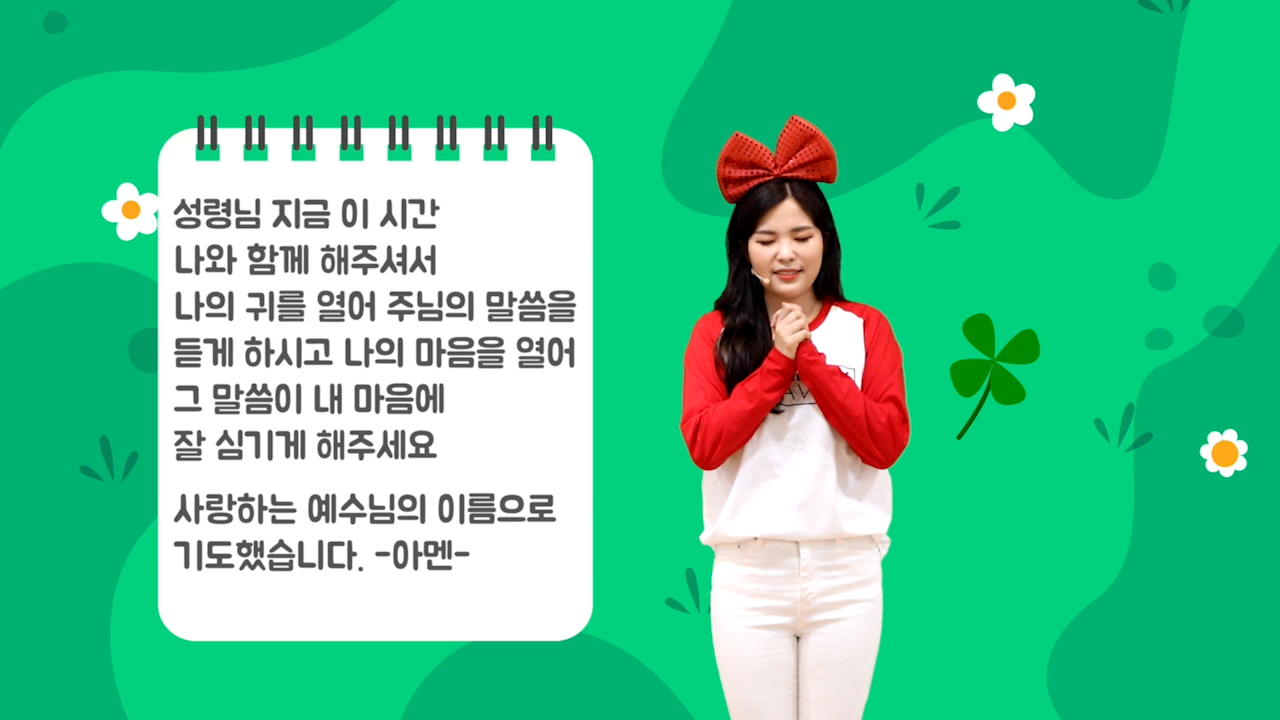 성령님 지금 이 시간
나와 함께 해주셔서
나의 귀를 열어 주님의 말씀을
듣게 하시고 나의 마음을 열어
그 말씀이 내 마음에
잘 심기게 해주세요
사랑하는 예수님의 이름으로
기도했습니다. -아멘-